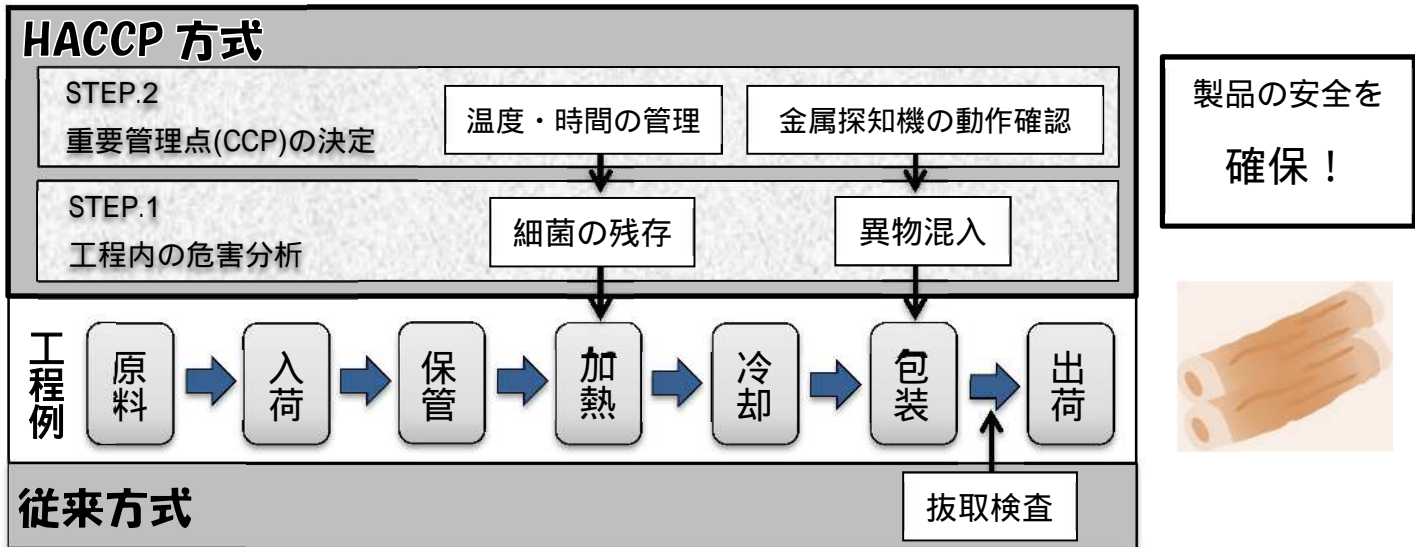 HACCP 方式
STEP.2
重要管理点(CCP)の決定
温度・時間の管理
金属探知機の動作確認
STEP.1
工程内の危害分析
細菌の残存
異物混入
製品の安全を
確保！
工程例
原料
入荷
保管
加熱
冷却
包装
出荷
従来方式
抜取検査